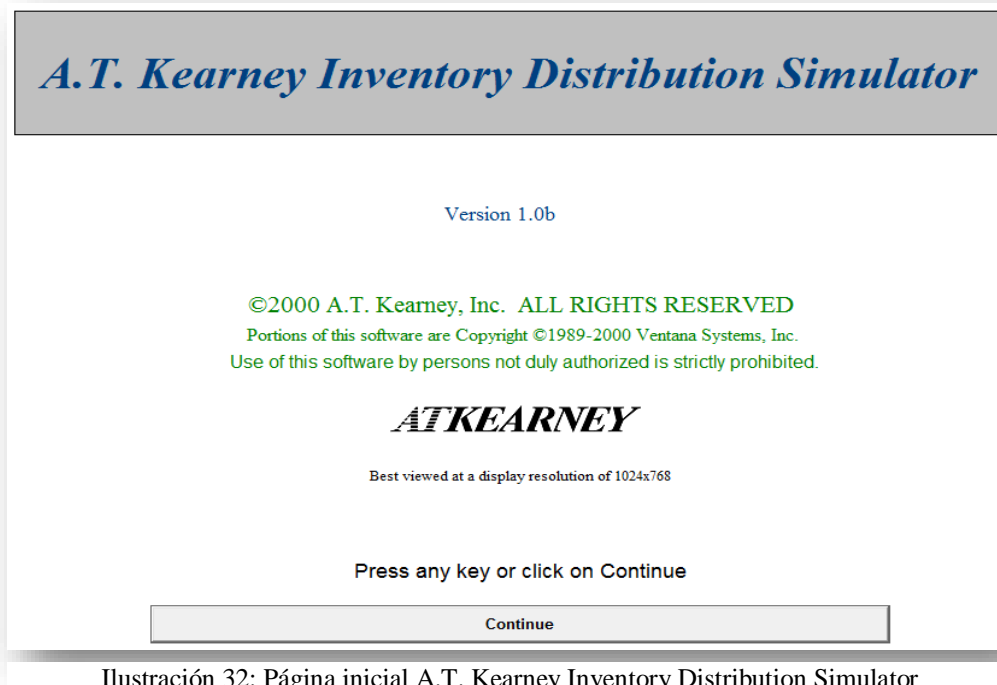 A.T. Kearney Inventory Distribution Simulator
Version 1.0b
©2000 A.T. Kearney, Inc. ALL RIGHTS RESERVED
Portions of this software are Copyright ©1989-2000 Ventana Systems, Inc.
Use of this software by persons not duly authorized is strictly prohibited.
ATKEARNEY
Best viewed at a display resolution of 1024x768
Press any key or click on Continue
Continue
Ilustración 32: Página inicial A.T. Kearney Inventory Distribution Simulator